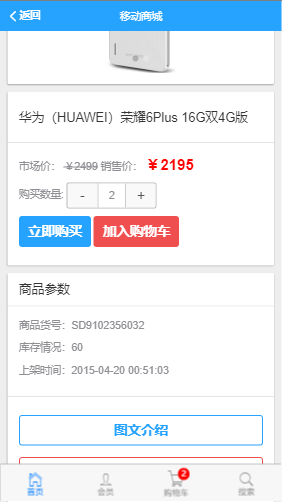 返回
移动商城
华为（HUAWEI）荣耀6Plus 16G双4G版
市场价： ¥2499 销售价： ¥2195
购买数量: - 2 +
立即购买 加入购物车
商品参数
商品货号：SD9102356032
库存情况：60
上架时间：2015-04-20 00:51:03
图文介绍
2
首页 会员 购物车 搜索